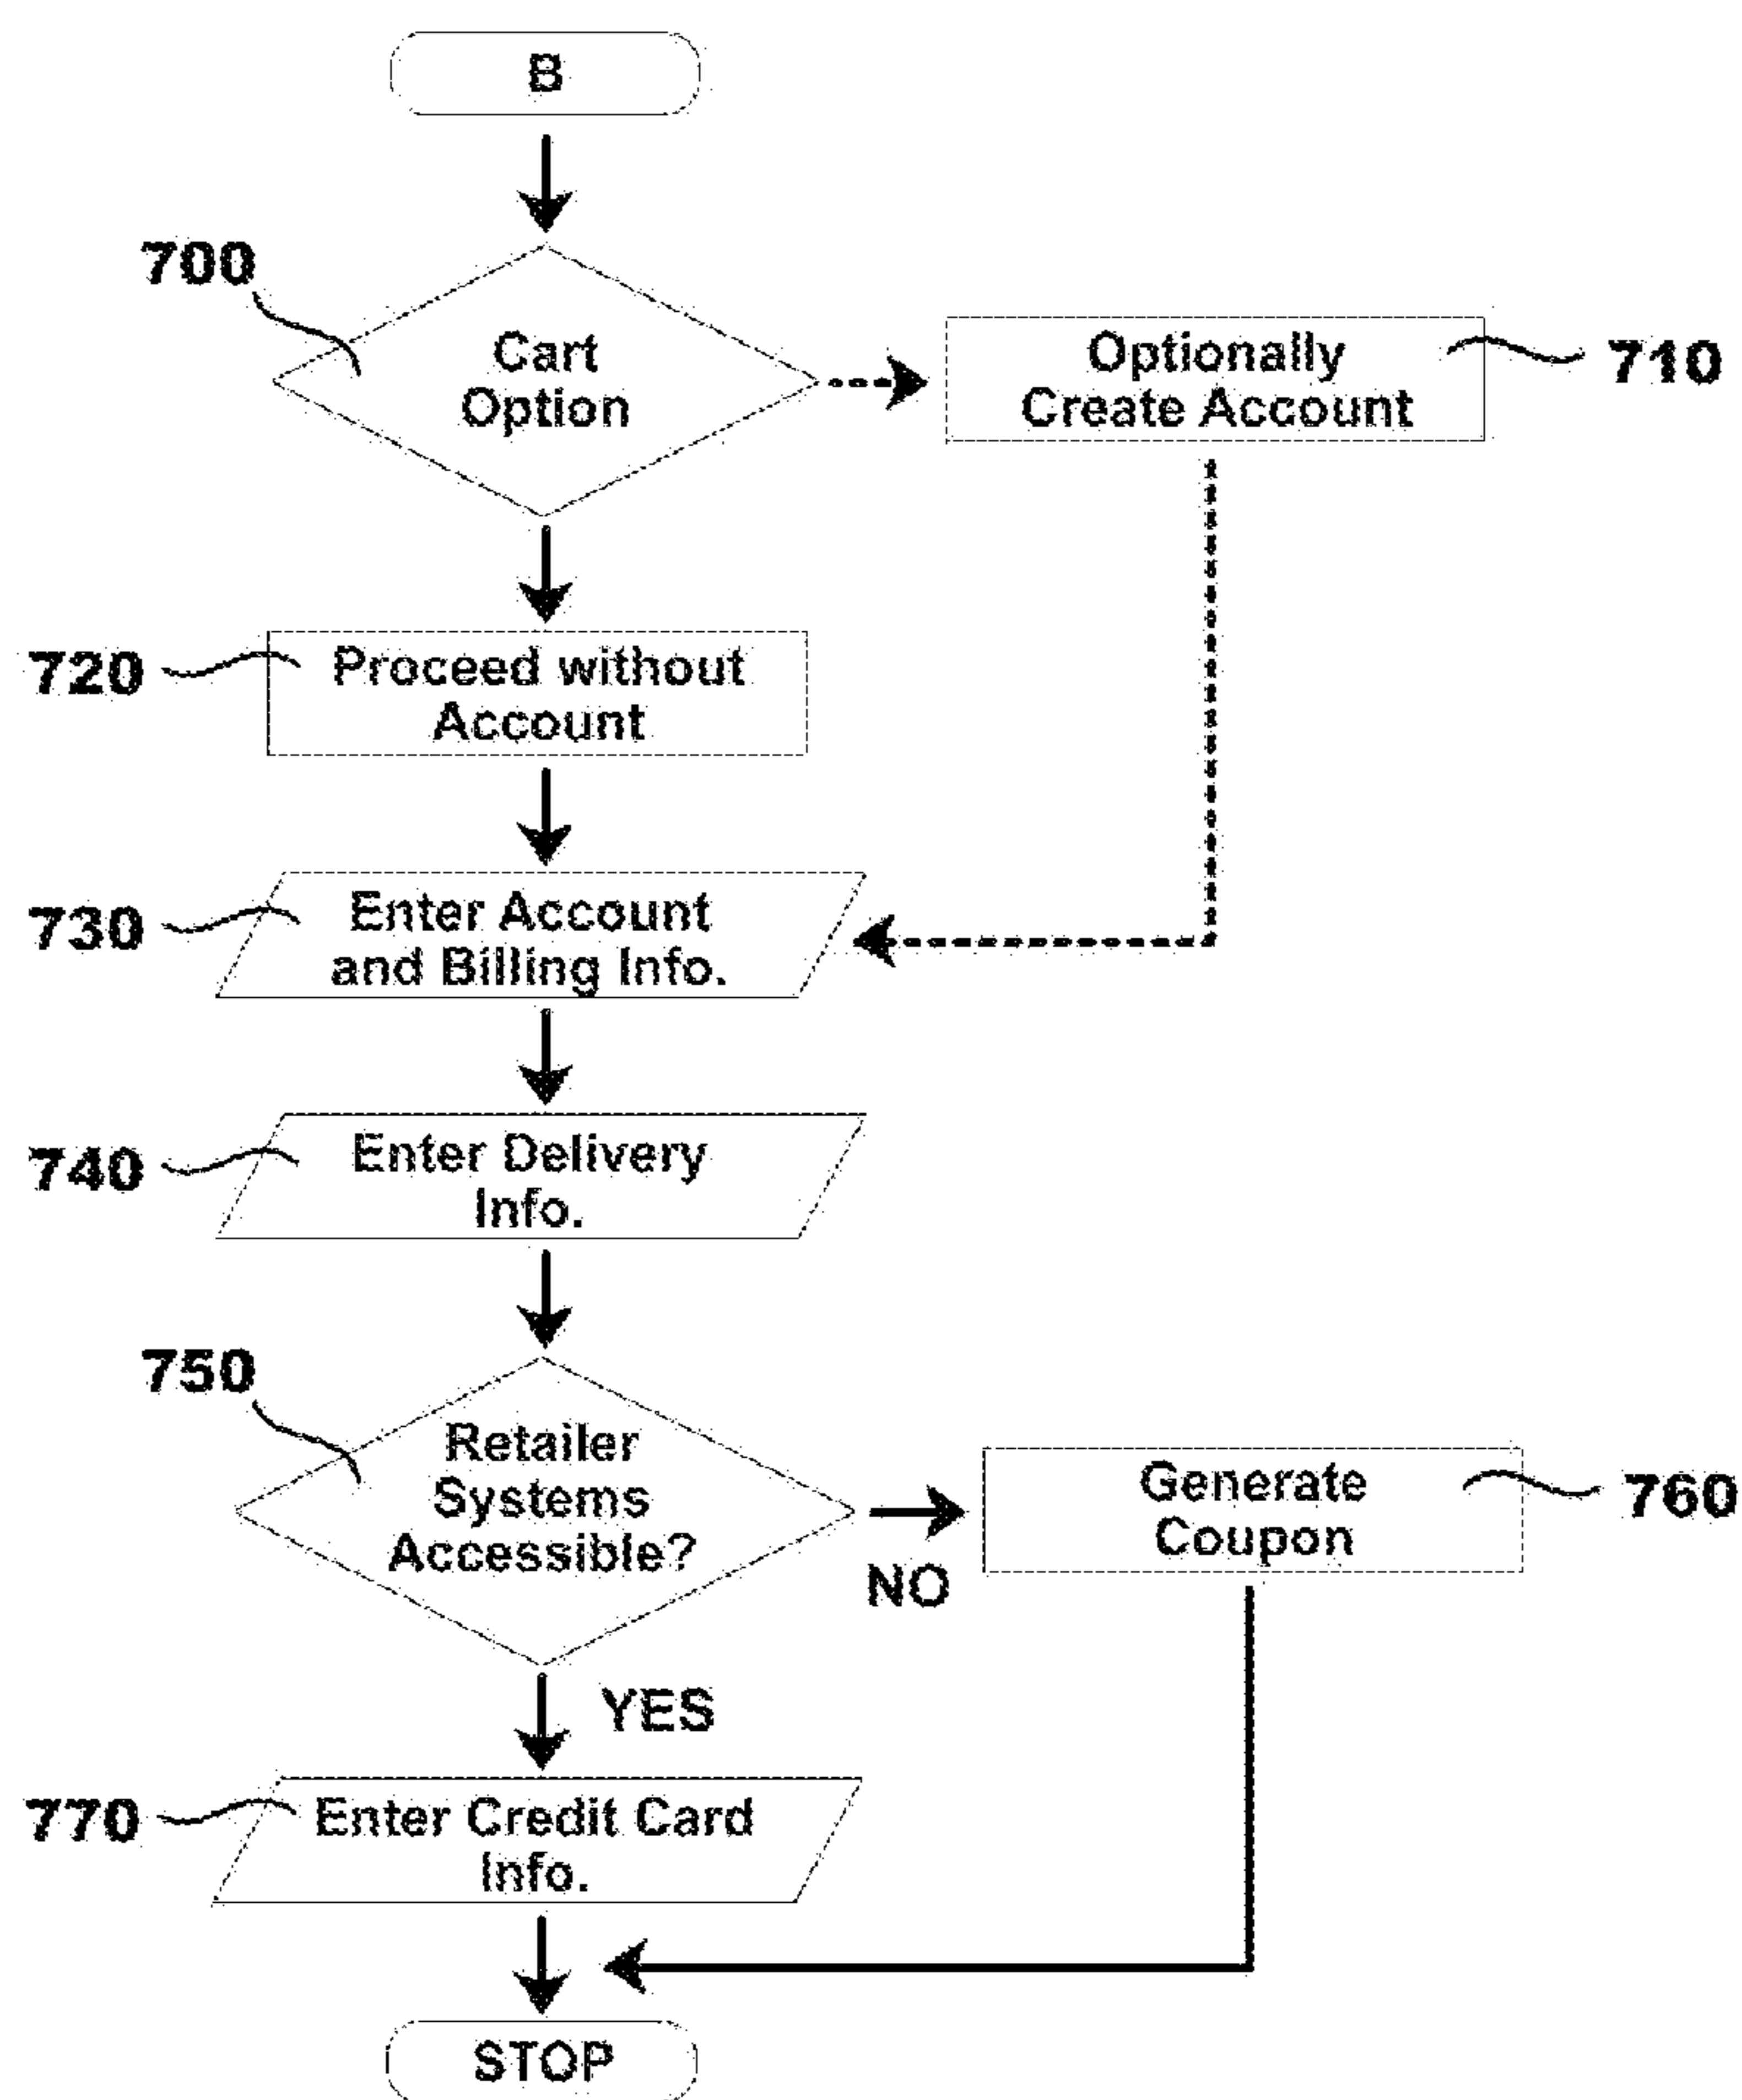 B
700
Cart
Option
Optionally
Create Account
710
720
Proceed without
Account
730
Enter Account
and Billing Info.
740
Enter Delivery
Info.
750
Retailer
Systems
Accessible?
NO
Generate
Coupon
760
YES
770
Enter Credit Card
Info.
STOP